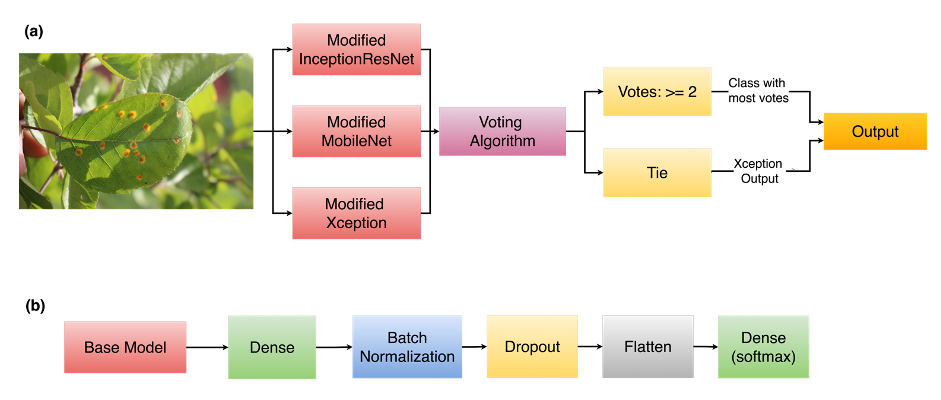 (a)
Modified
InceptionResNet
Modified
MobileNet
Modified
Xception
Voting
Algorithm
Votes: >= 2
Tie
Class with
most votes
Xception
Output
Output
(b)
Base Model
Dense
Batch
Normalization
Dropout
Flatten
Dense
(softmax)